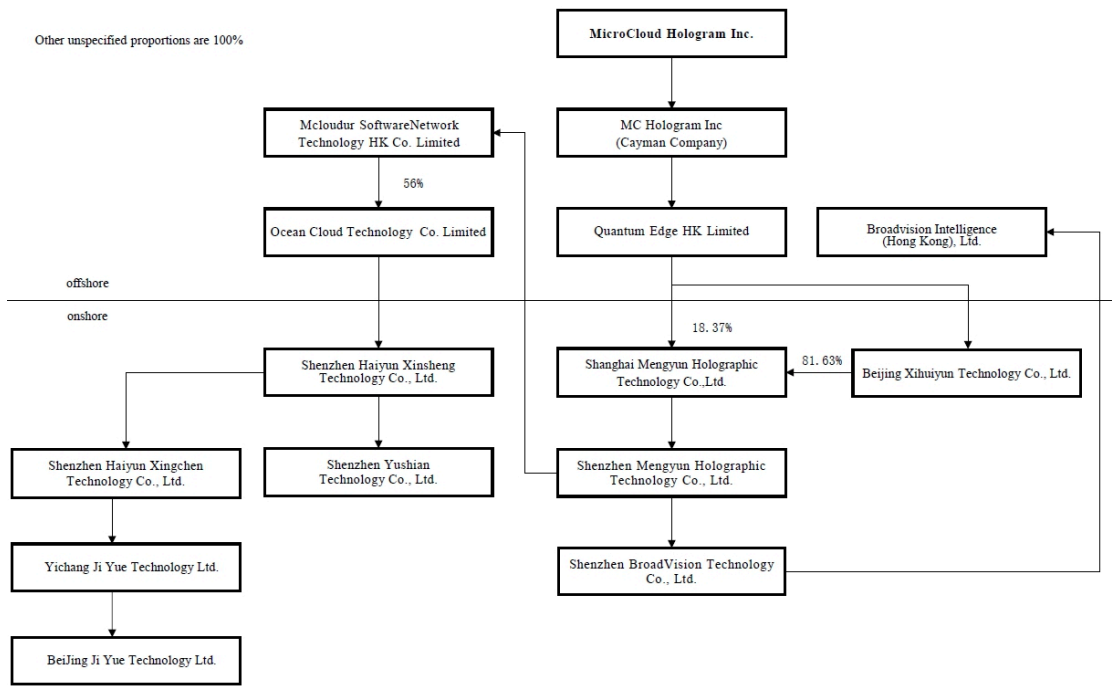 Other unspecified proportions are 100%
MicroCloud Hologram Inc.
Mcloudur SoftwareNetwork
Technology HK Co. Limited
MC Hologram Inc
(Cayman Company)
56%
Ocean Cloud Technology Co. Limited
Quantum Edge HK Limited
Broadvision Intelligence
(Hong Kong), Ltd.
offshore
onshore
18.37%
Shenzhen Haiyun Xinsheng
Technology Co., Ltd.
Shanghai Mengyun Holographic
Technology Co.,Ltd.
81.63%
Beijing Xihuiyun Technology Co., Ltd.
Shenzhen Haiyun Xingchen
Technology Co., Ltd.
Shenzhen Yushian
Technology Co., Ltd.
Shenzhen Mengyun Holographic
Technology Co., Ltd.
Yichang Ji Yue Technology Ltd.
Shenzhen BroadVision Technology
Co., Ltd.
BeiJing Ji Yue Technology Ltd.